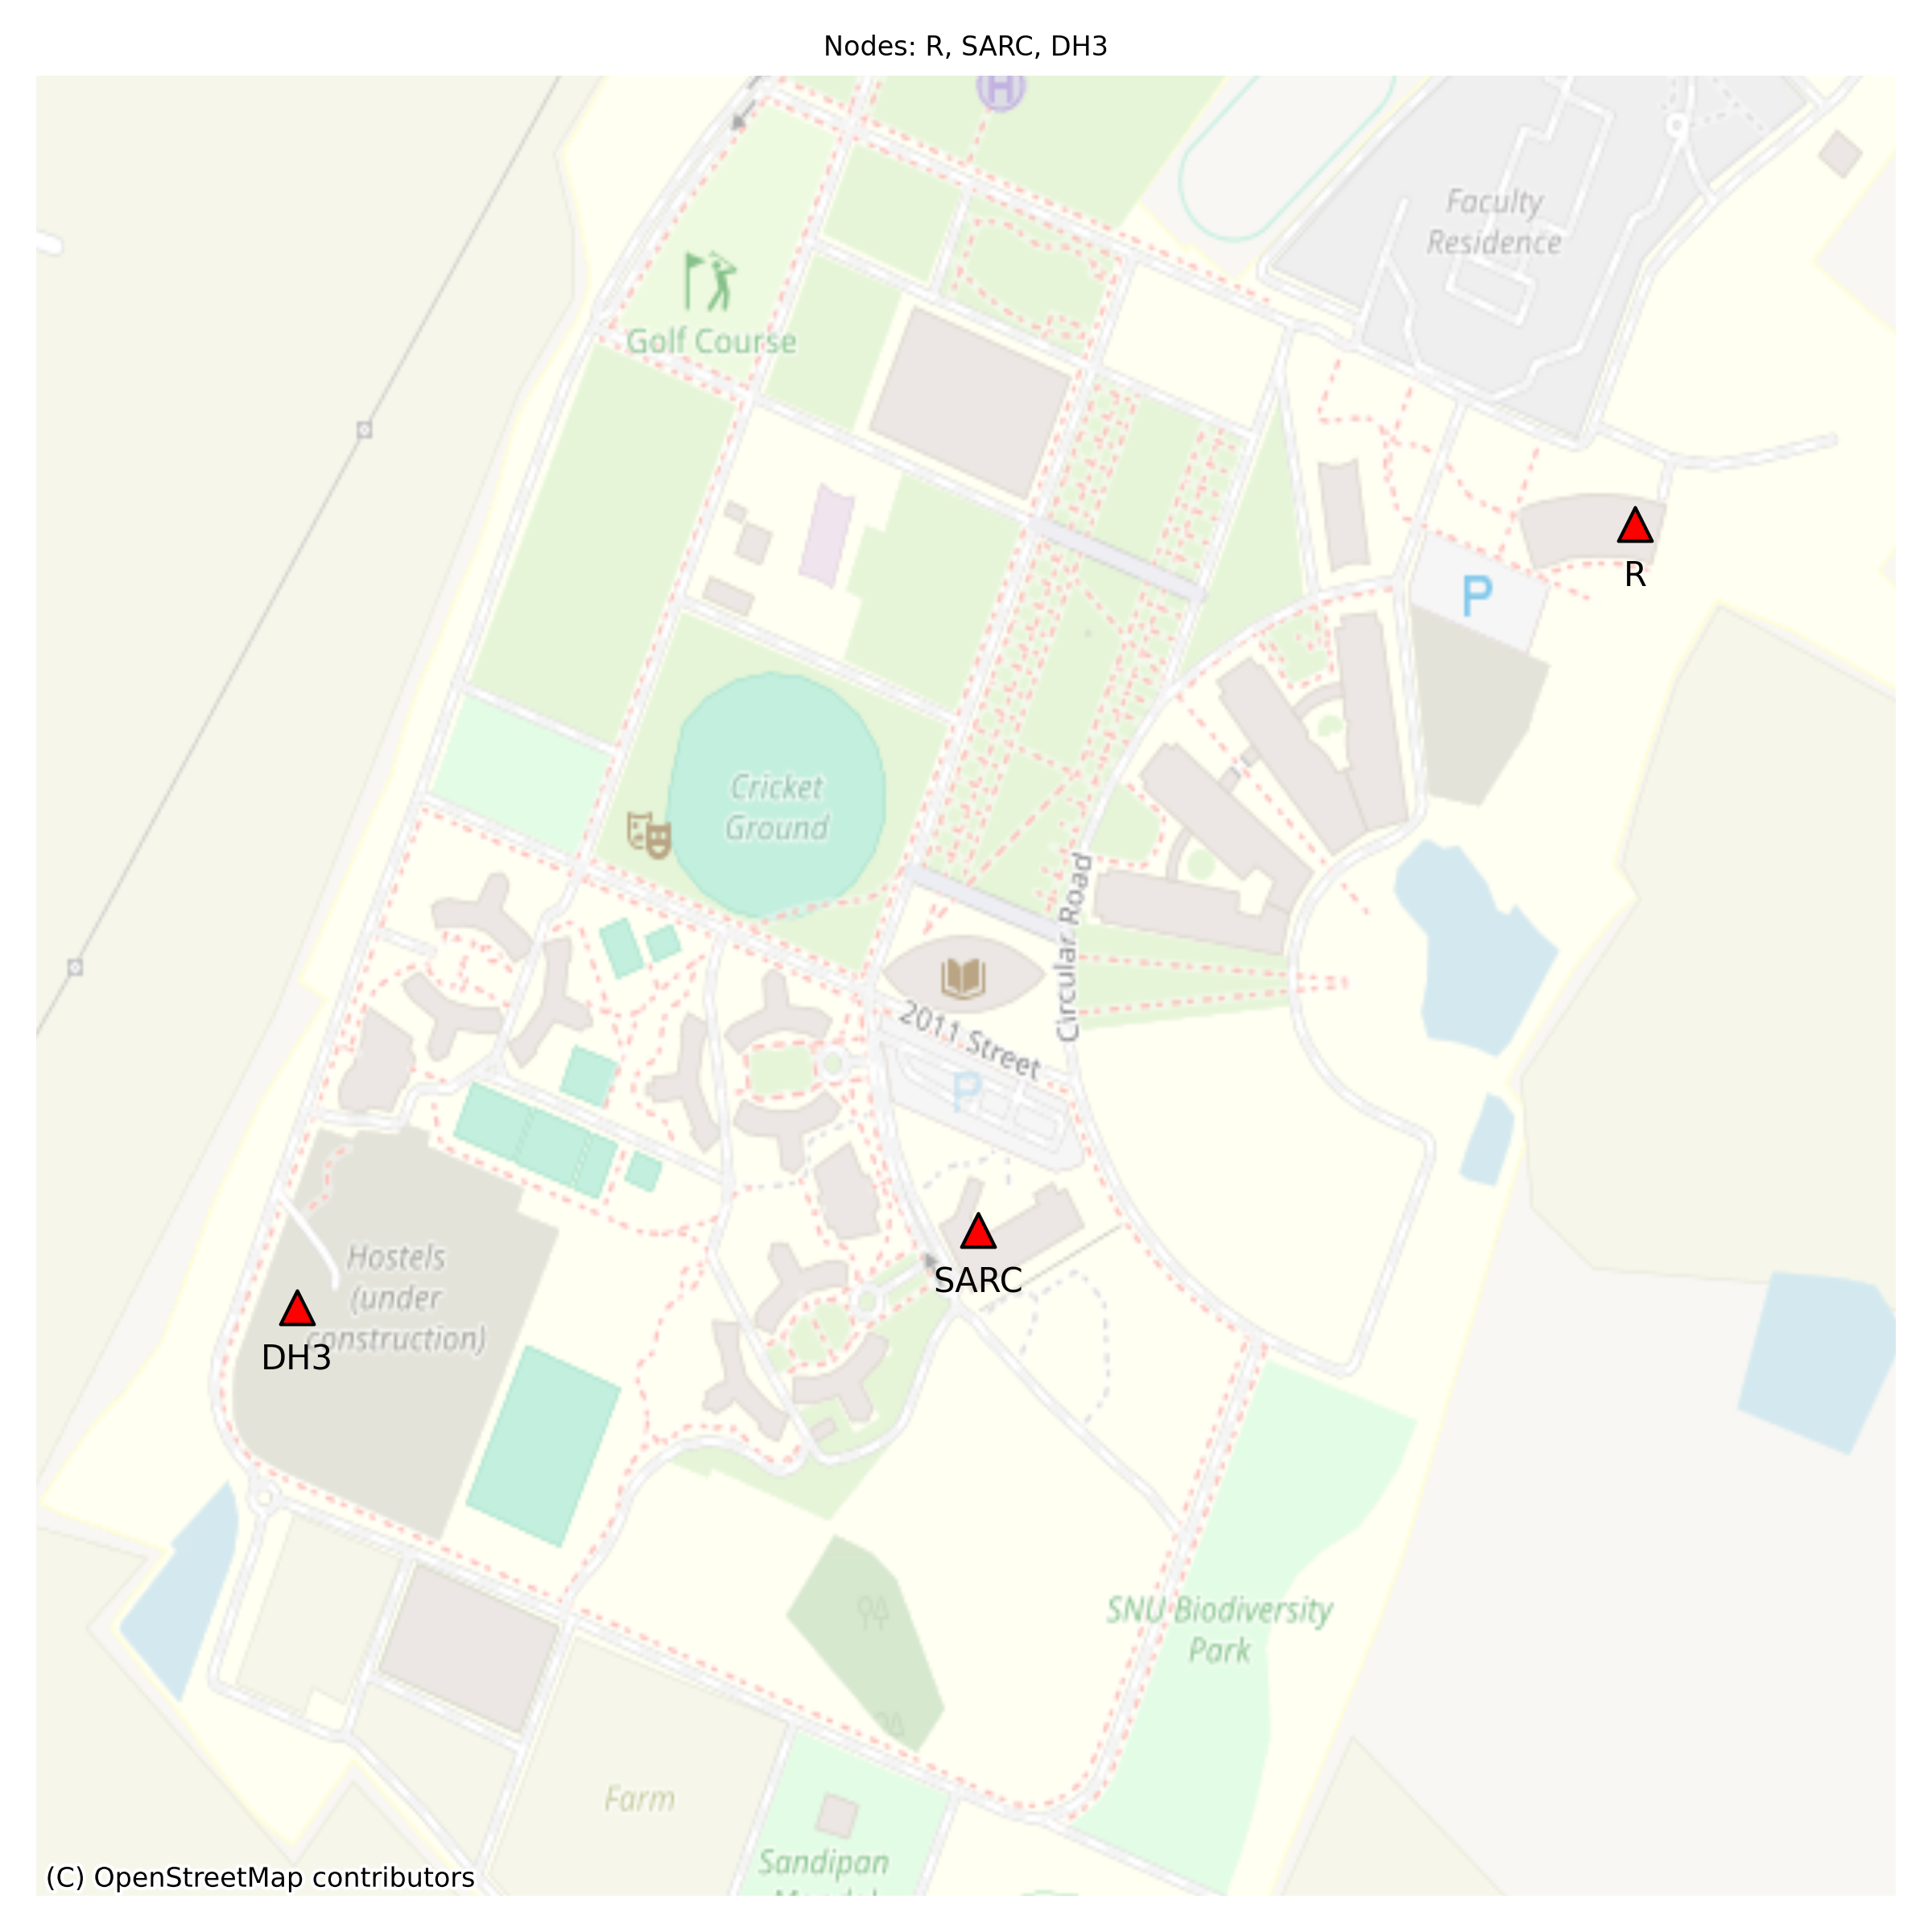 Nodes: R, SARC, DH3
H
Faculty
Residence
Golf Course
R
P
Cricket
Ground
Circular Road
2011 Street
P
SARC
Hostels
(under
construction)
DH3
SNU Biodiversity
Park
Farm
Sandipan
(C) OpenStreetMap contributors